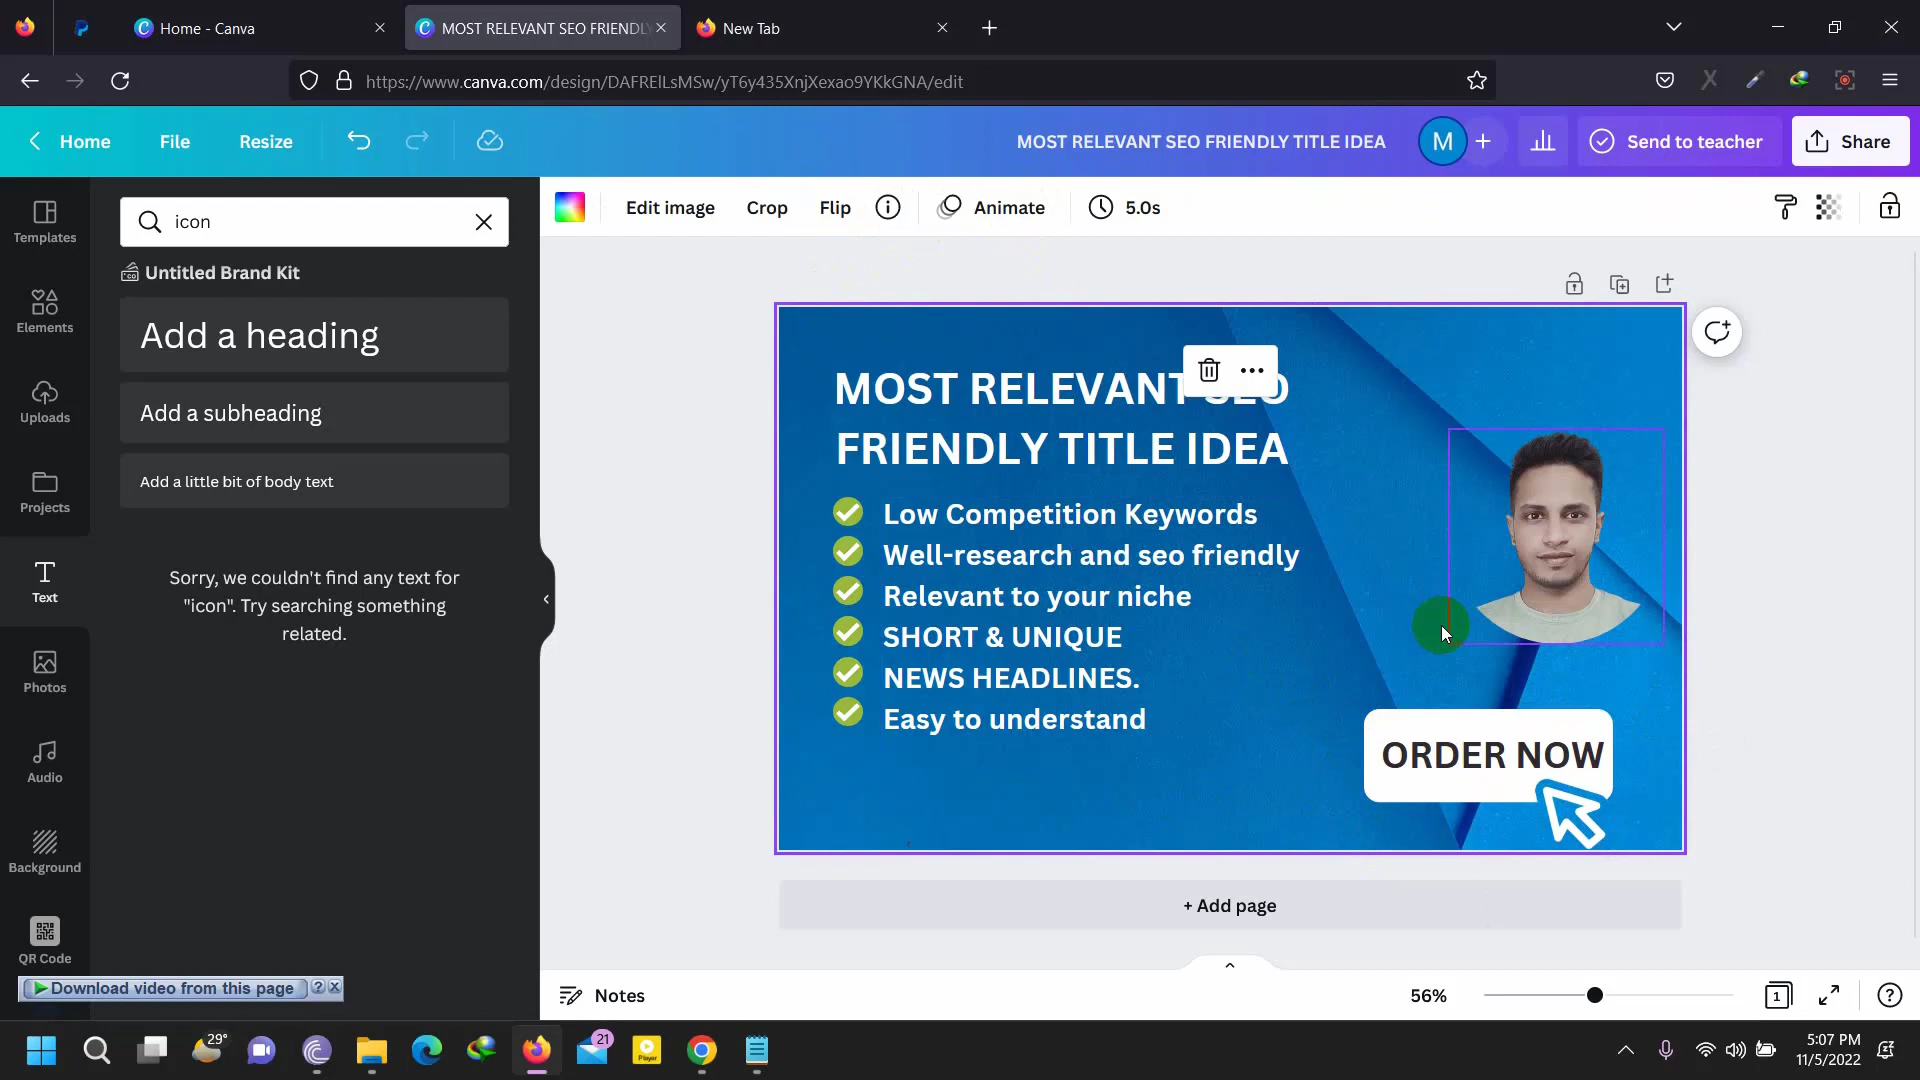 Home - Canva
MOST RELEVANT SEO FRIENDLY
New Tab
https://www.canva.com/design/DAFRElLsMSw/yT6y435XnjXexao9YKkGNA/edit
Home
File
Resize
MOST RELEVANT SEO FRIENDLY TITLE IDEA
M
Send to teacher
Share
Templates
Elements
Uploads
Projects
Text
Photos
Audio
Background
QR Code
icon
Untitled Brand Kit
Add a heading
Add a subheading
Add a little bit of body text
Sorry, we couldn't find any text for
"icon". Try searching something
related.
Edit image
Crop
Flip
Animate
5.0s
MOST RELEVANT SEO
FRIENDLY TITLE IDEA
Low Competition Keywords
Well-research and seo friendly
Relevant to your niche
SHORT & UNIQUE
NEWS HEADLINES.
Easy to understand
ORDER NOW
+ Add page
Download video from this page
Notes
56%
1
29°
21
Player
5:07 PM
11/5/2022